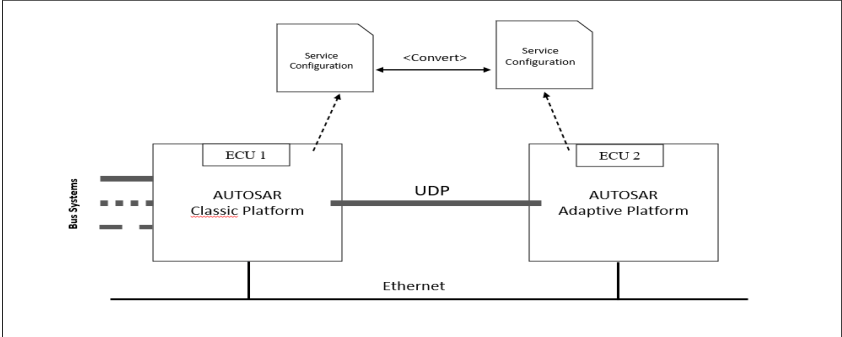 Service
Configuration
<Convert>
Service
Configuration
ECU 1
ECU 2
Bus Systems
AUTOSAR
Classic Platform
UDP
AUTOSAR
Adaptive Platform
Ethernet